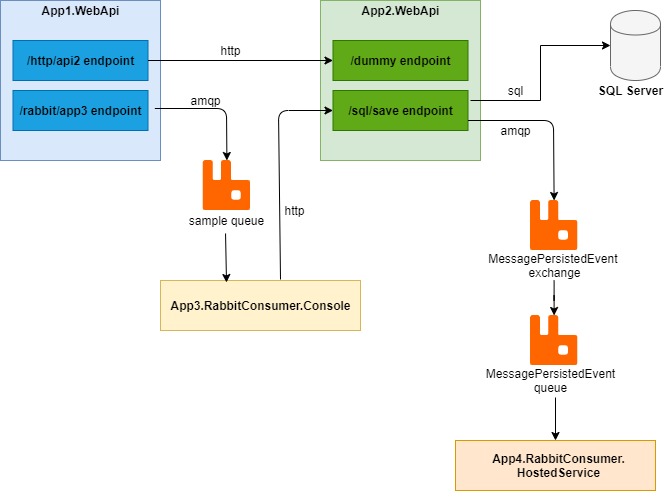 App1.WebApi
App2.WebApi
/http/api2 endpoint
http
/dummy endpoint
SQL Server
/rabbit/app3 endpoint
amqp
/sql/save endpoint
sql
amqp
sample queue
http
MessagePersistedEvent
exchange
App3.RabbitConsumer.Console
MessagePersistedEvent
queue
App4.RabbitConsumer.
HostedService